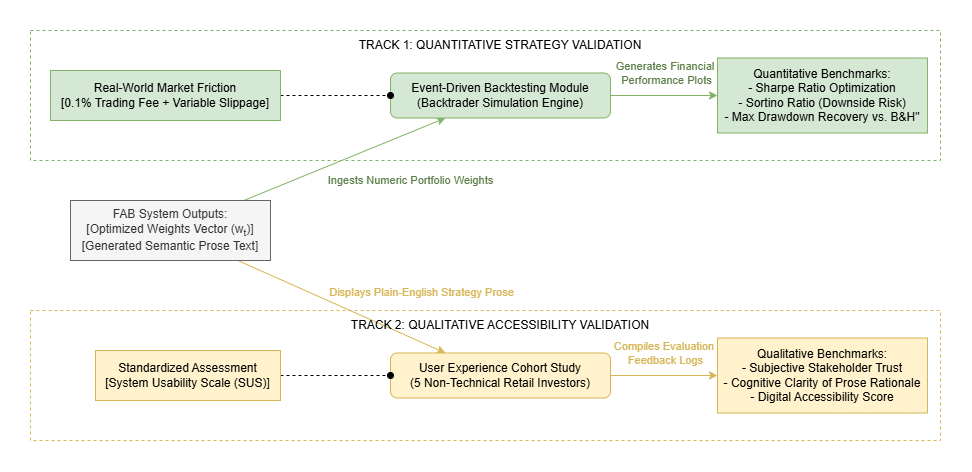 TRACK 1: QUANTITATIVE STRATEGY VALIDATION
Real-World Market Friction
[0.1% Trading Fee + Variable Slippage]
Event-Driven Backtesting Module
(Backtrader Simulation Engine)
Generates Financial
Performance Plots
Quantitative Benchmarks:
- Sharpe Ratio Optimization
- Sortino Ratio (Downside Risk)
- Max Drawdown Recovery vs. B&H"
Ingests Numeric Portfolio Weights
FAB System Outputs:
[Optimized Weights Vector (wt)]
[Generated Semantic Prose Text]
Displays Plain-English Strategy Prose
TRACK 2: QUALITATIVE ACCESSIBILITY VALIDATION
Standardized Assessment
[System Usability Scale (SUS)]
User Experience Cohort Study
(5 Non-Technical Retail Investors)
Compiles Evaluation
Feedback Logs
Qualitative Benchmarks:
- Subjective Stakeholder Trust
- Cognitive Clarity of Prose Rationale
- Digital Accessibility Score